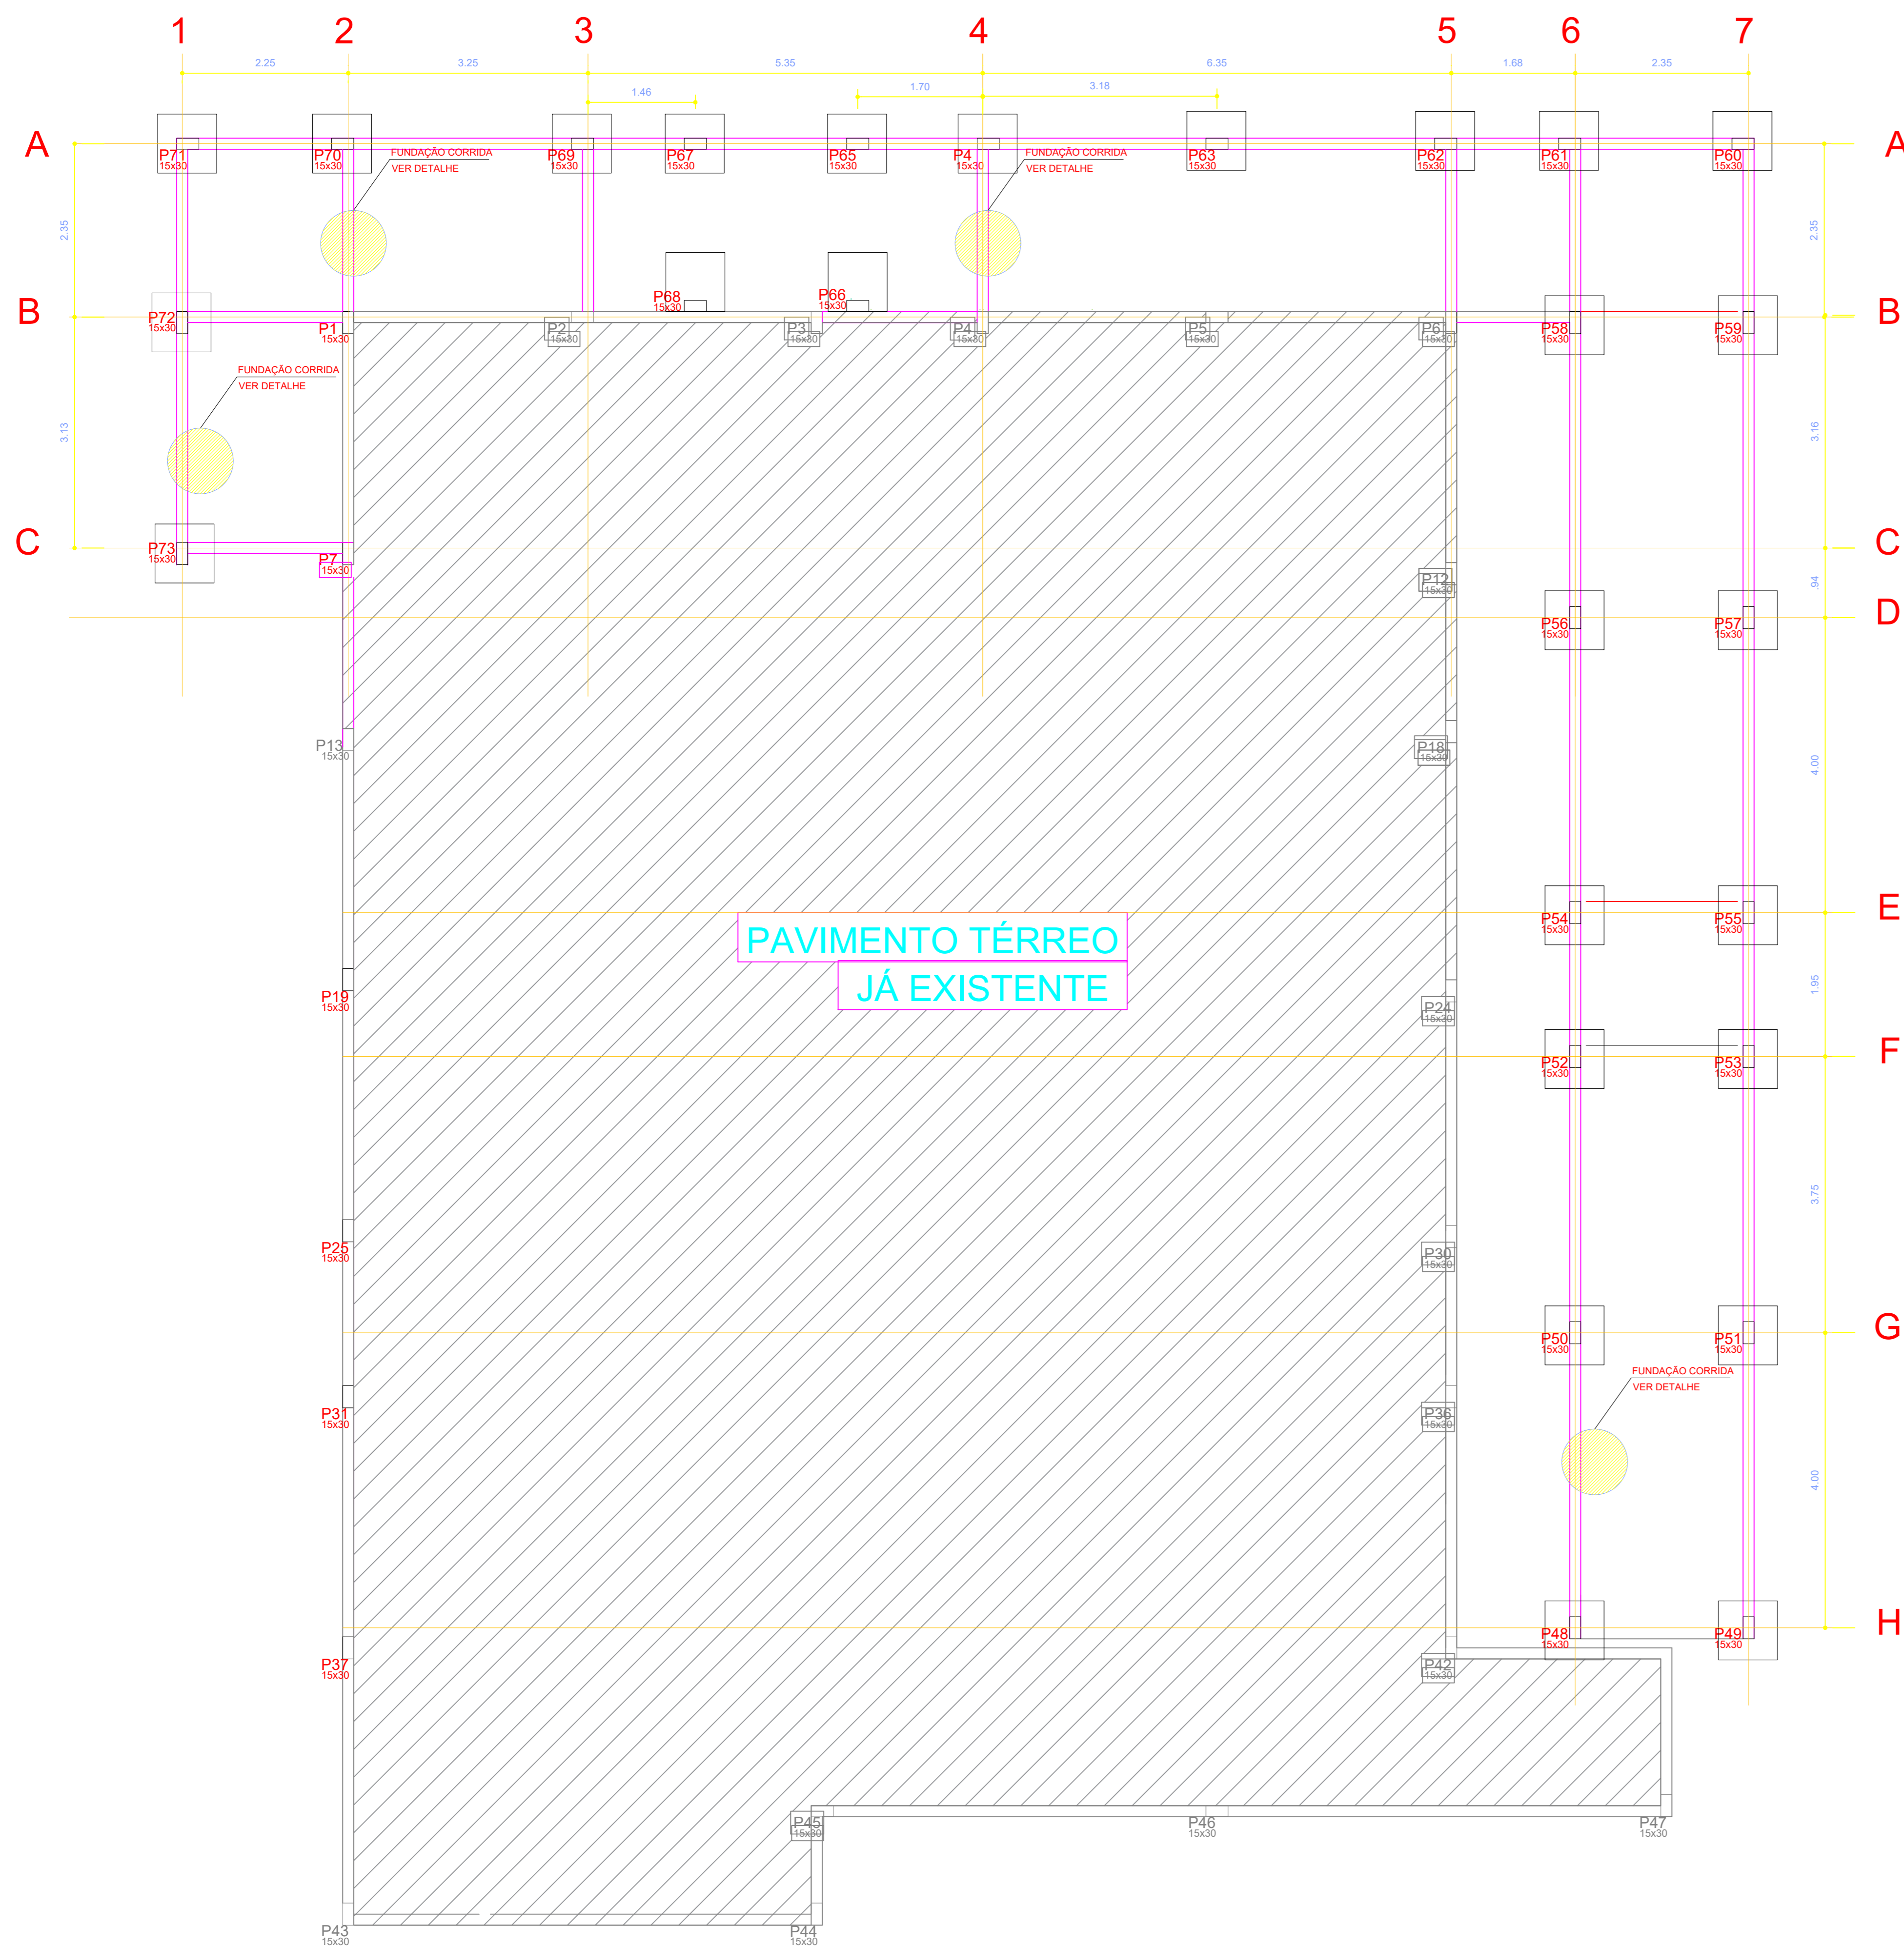 1 2 3 4 5 6 7
2.25 3.25 5.35 6.35 1.68 2.35
1.46 1.70 3.18
A A
P71 P70 P69 P67 P65 P4 P63 P62 P61 P60
15x30 15x30 15x30 15x30 15x30 15x30 15x30 15x30 15x30 15x30
FUNDAÇÃO CORRIDA
VER DETALHE
FUNDAÇÃO CORRIDA
VER DETALHE
2.35 2.35
P68 P66
15x30 15x30
B B
P72 P1 P2 P3 P4 P5 P6 P58 P59
15x30 15x30 15x30 15x30 15x30 15x30 15x30 15x30 15x30
FUNDAÇÃO CORRIDA
VER DETALHE
3.13 3.16
C C
P73 P7
15x30 15x30
P12
15x30
.94
D
P56 P57
15x30 15x30
P13 P18
15x30 15x30
4.00
E
P54 P55
15x30 15x30
PAVIMENTO TÉRREO
JÁ EXISTENTE
1.95
P19 P24
15x30 15x30
F
P52 P53
15x30 15x30
3.75
P25 P30
15x30 15x30
G
P50 P51
15x30 15x30
FUNDAÇÃO CORRIDA
VER DETALHE
P31 P36
15x30 15x30
4.00
H
P48 P49
15x30 15x30
P37 P42
15x30 15x30
P45 P46 P47
15x30 15x30 15x30
P43 P44
15x30 15x30